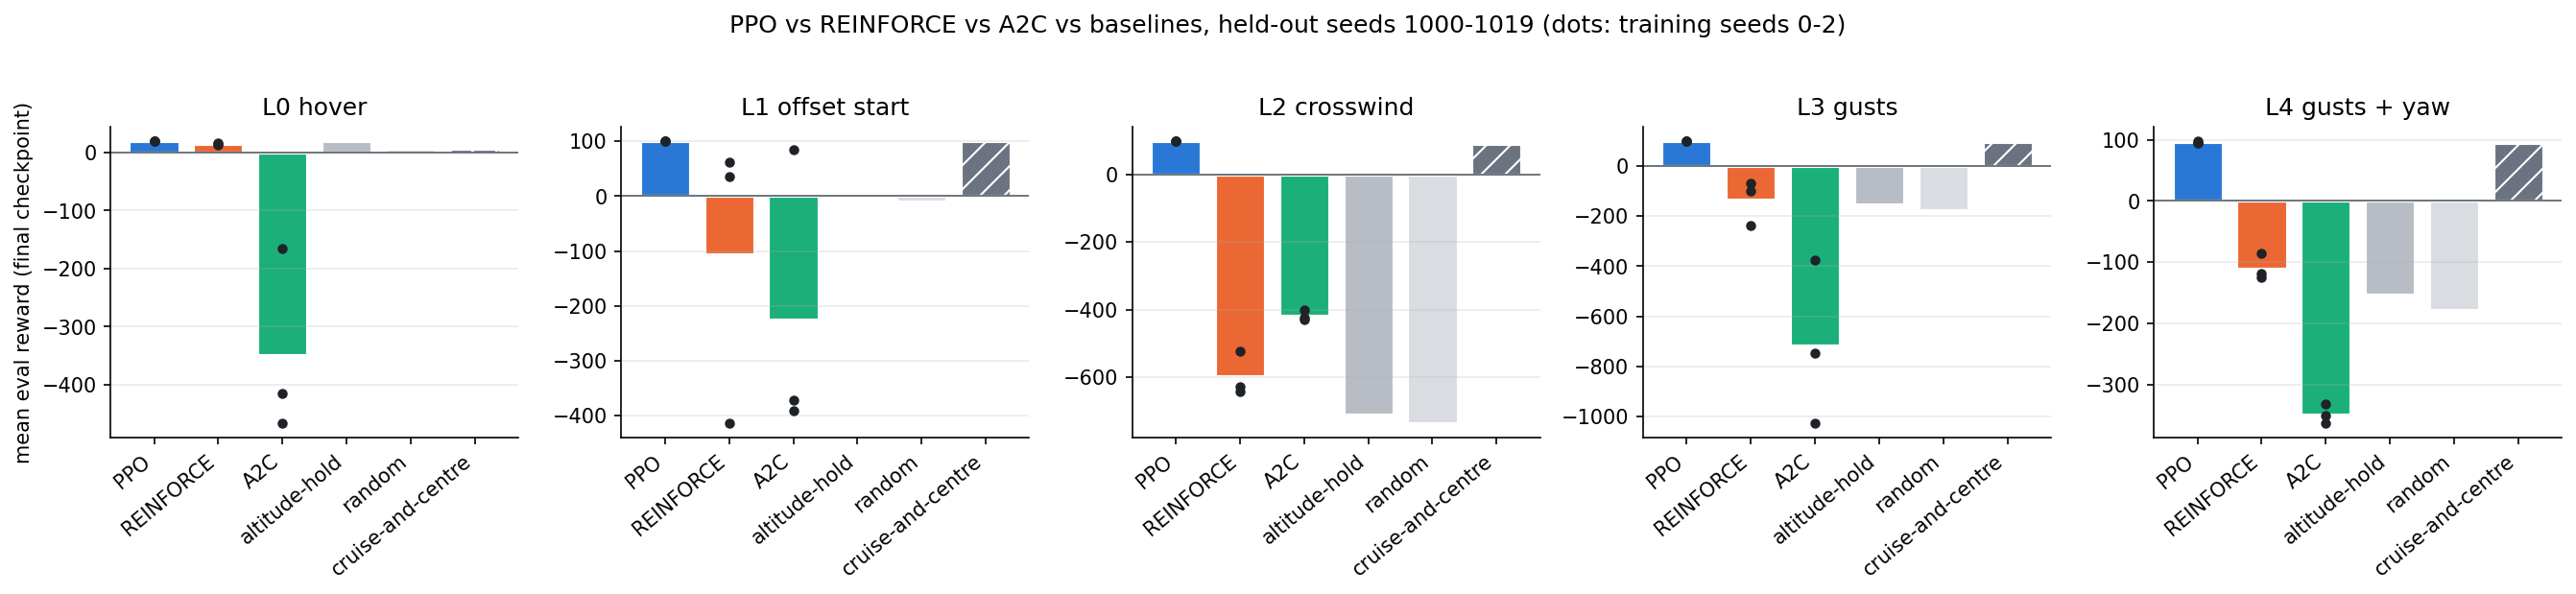 PPO vs REINFORCE vs A2C vs baselines, held-out seeds 1000-1019 (dots: training seeds 0-2)
mean eval reward (final checkpoint)
L0 hover
0
−100
−200
−300
−400
PPO
REINFORCE
A2C
altitude-hold
random
cruise-and-centre
L1 offset start
100
0
−100
−200
−300
−400
PPO
REINFORCE
A2C
altitude-hold
random
cruise-and-centre
L2 crosswind
0
−200
−400
−600
PPO
REINFORCE
A2C
altitude-hold
random
cruise-and-centre
L3 gusts
0
−200
−400
−600
−800
−1000
PPO
REINFORCE
A2C
altitude-hold
random
cruise-and-centre
L4 gusts + yaw
100
0
−100
−200
−300
PPO
REINFORCE
A2C
altitude-hold
random
cruise-and-centre